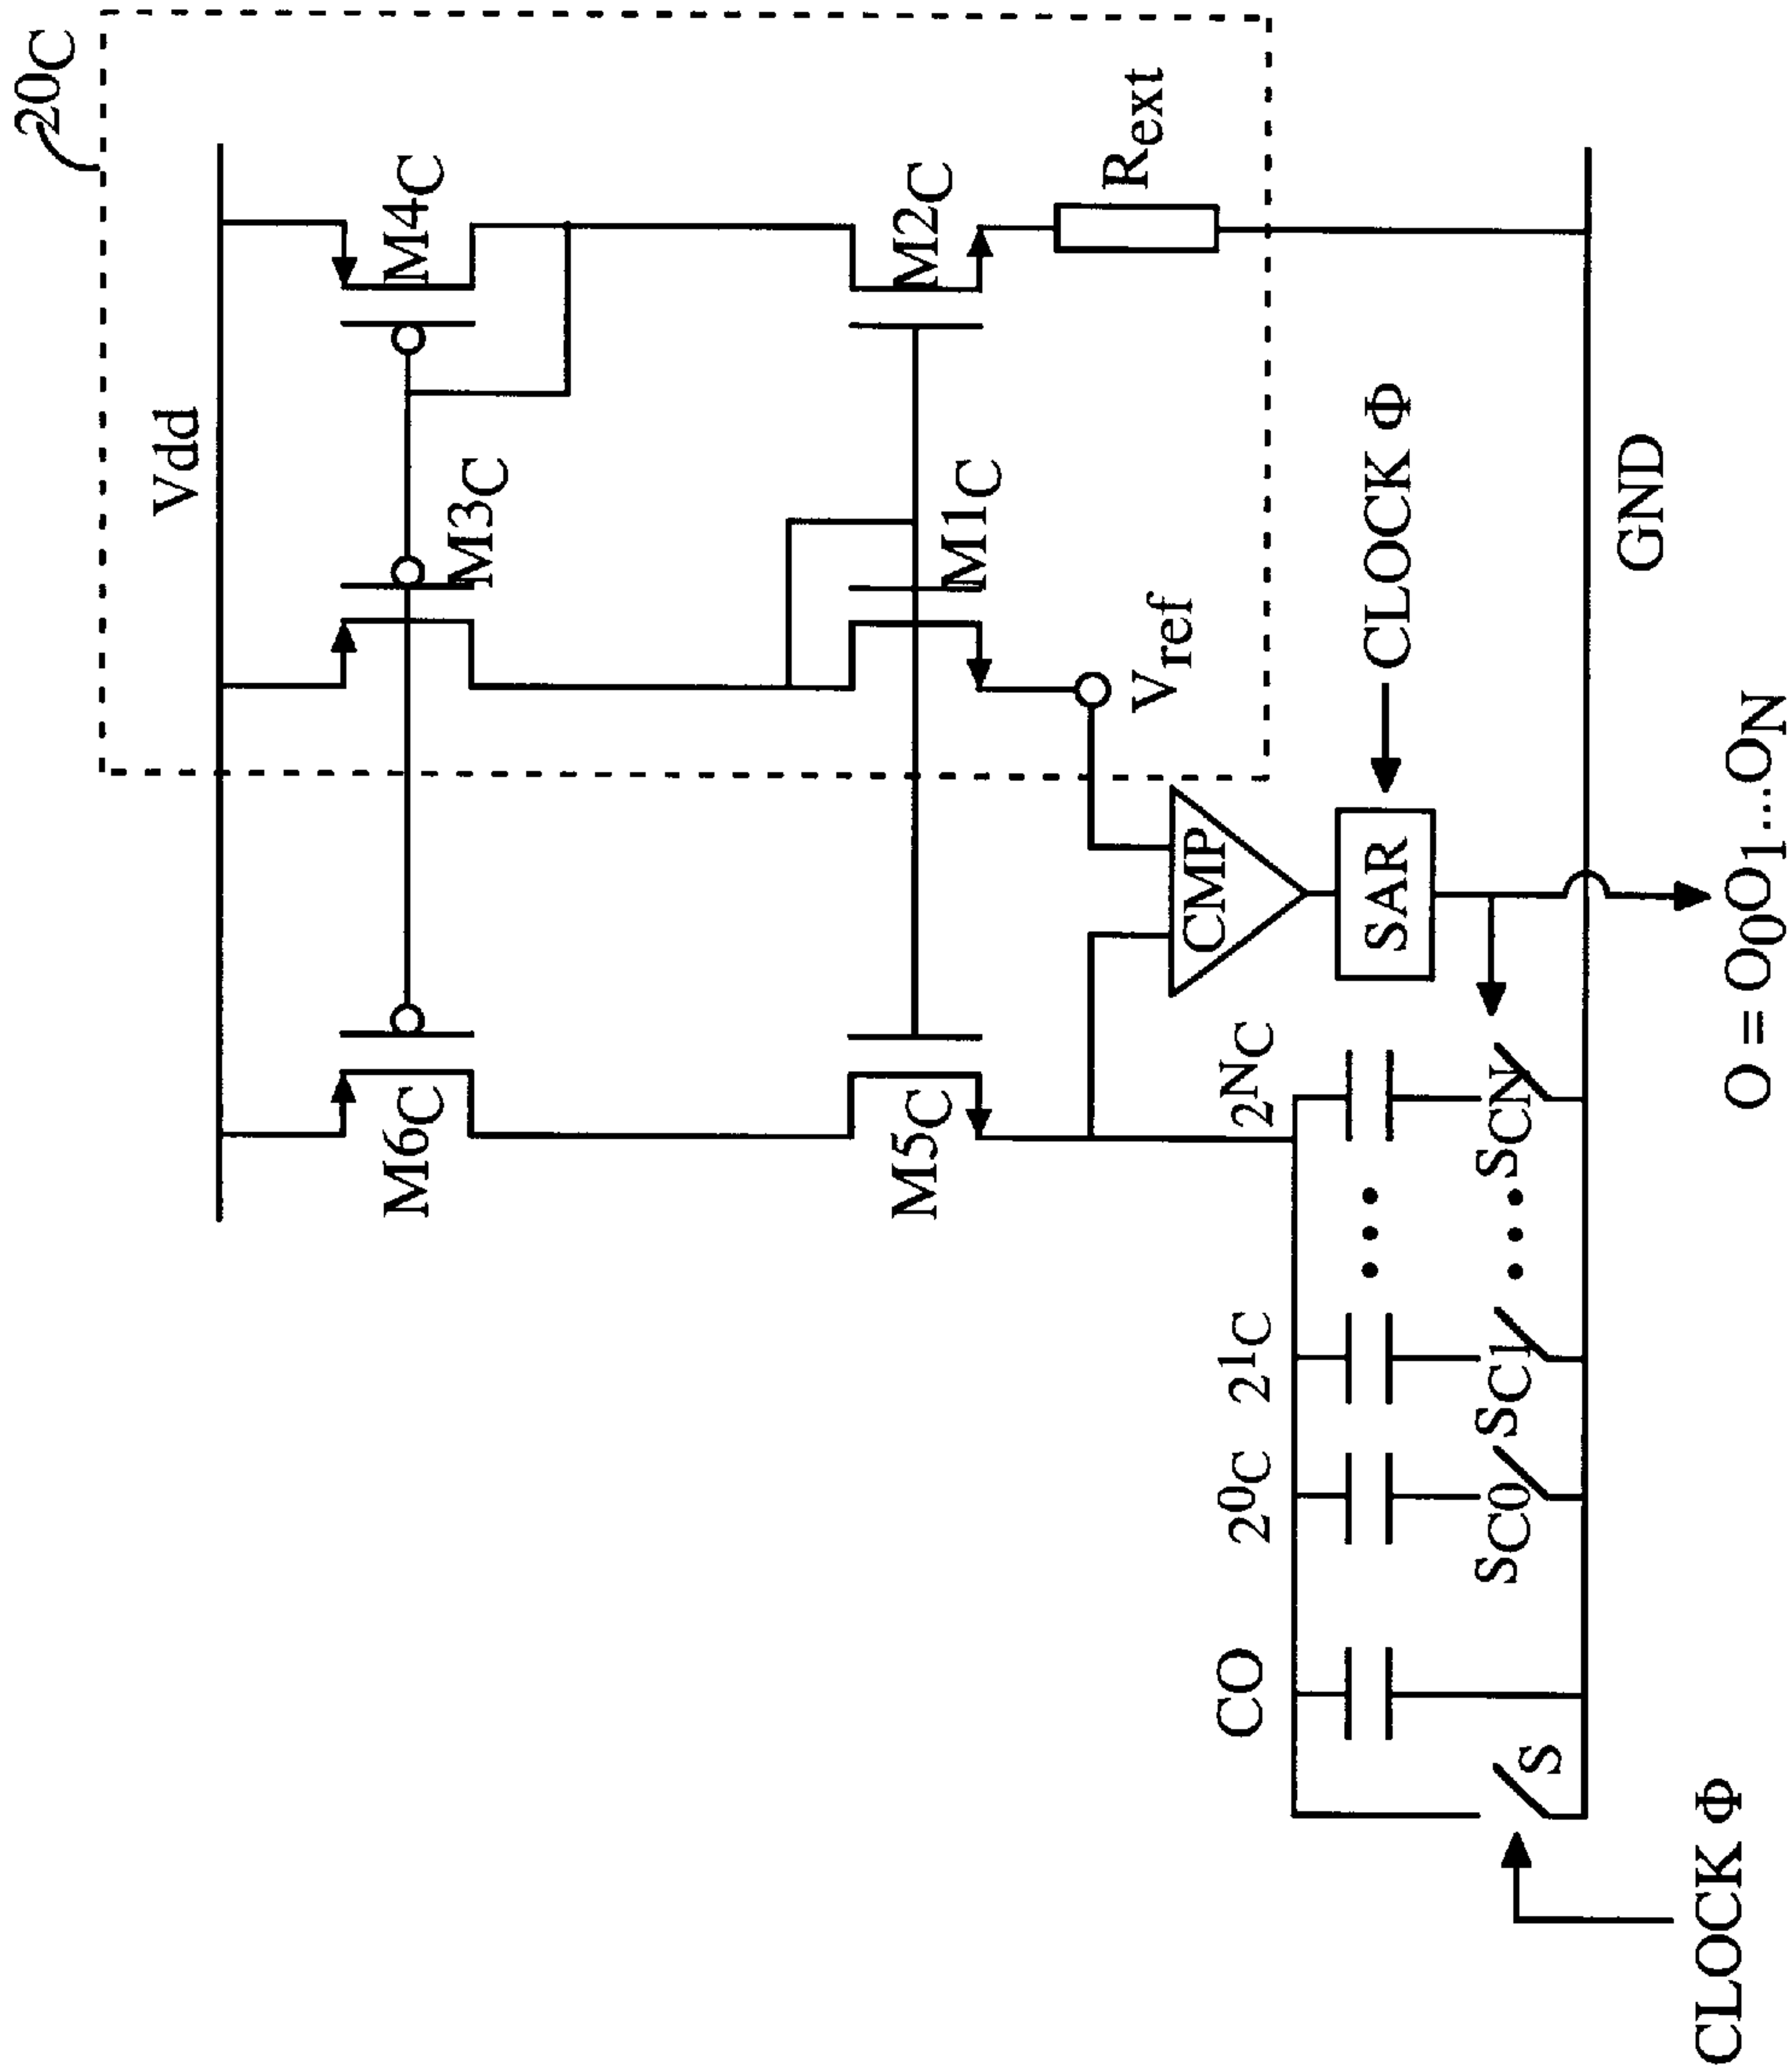 20C
Vdd
M6C
M3C
M4C
M5C
M1C
M2C
Vref
Rext
CMP
CLOCK Φ
SAR
CO
2⁰C
2¹C
2ᴺC
S
SC0
SC1
SCN
GND
CLOCK Φ
O = O0O1...ON